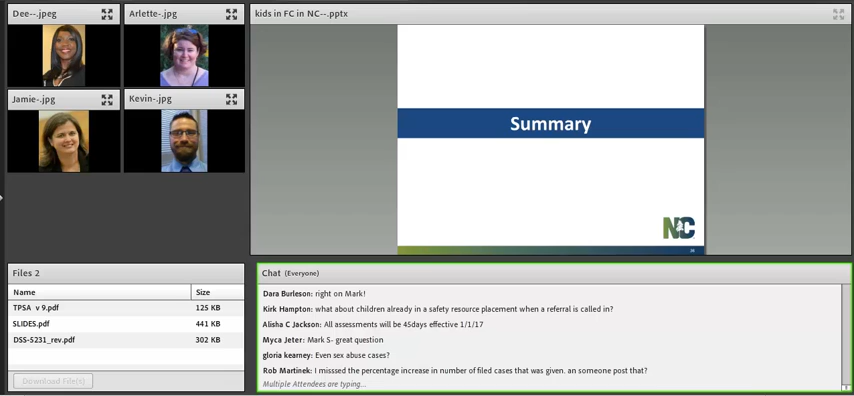 Dee--.jpeg
Arlette-.jpg
kids in FC in NC--.pptx
Jamie-.jpg
Kevin-.jpg
Summary
NC
Files 2
Name Size
TPSA v 9.pdf 125 KB
SLIDES.pdf 441 KB
DSS-5231_rev.pdf 302 KB
Download File(s)
Chat (Everyone)
Dara Burleson: right on Mark!
Kirk Hampton: what about children already in a safety resource placement when a referral is called in?
Alisha C Jackson: All assessments will be 45days effective 1/1/17
Myca Jeter: Mark S- great question
gloria kearney: Even sex abuse cases?
Rob Martinek: I misssed the percentage increase in number of filed cases that was given. an someone post that?
Multiple Attendees are typing...